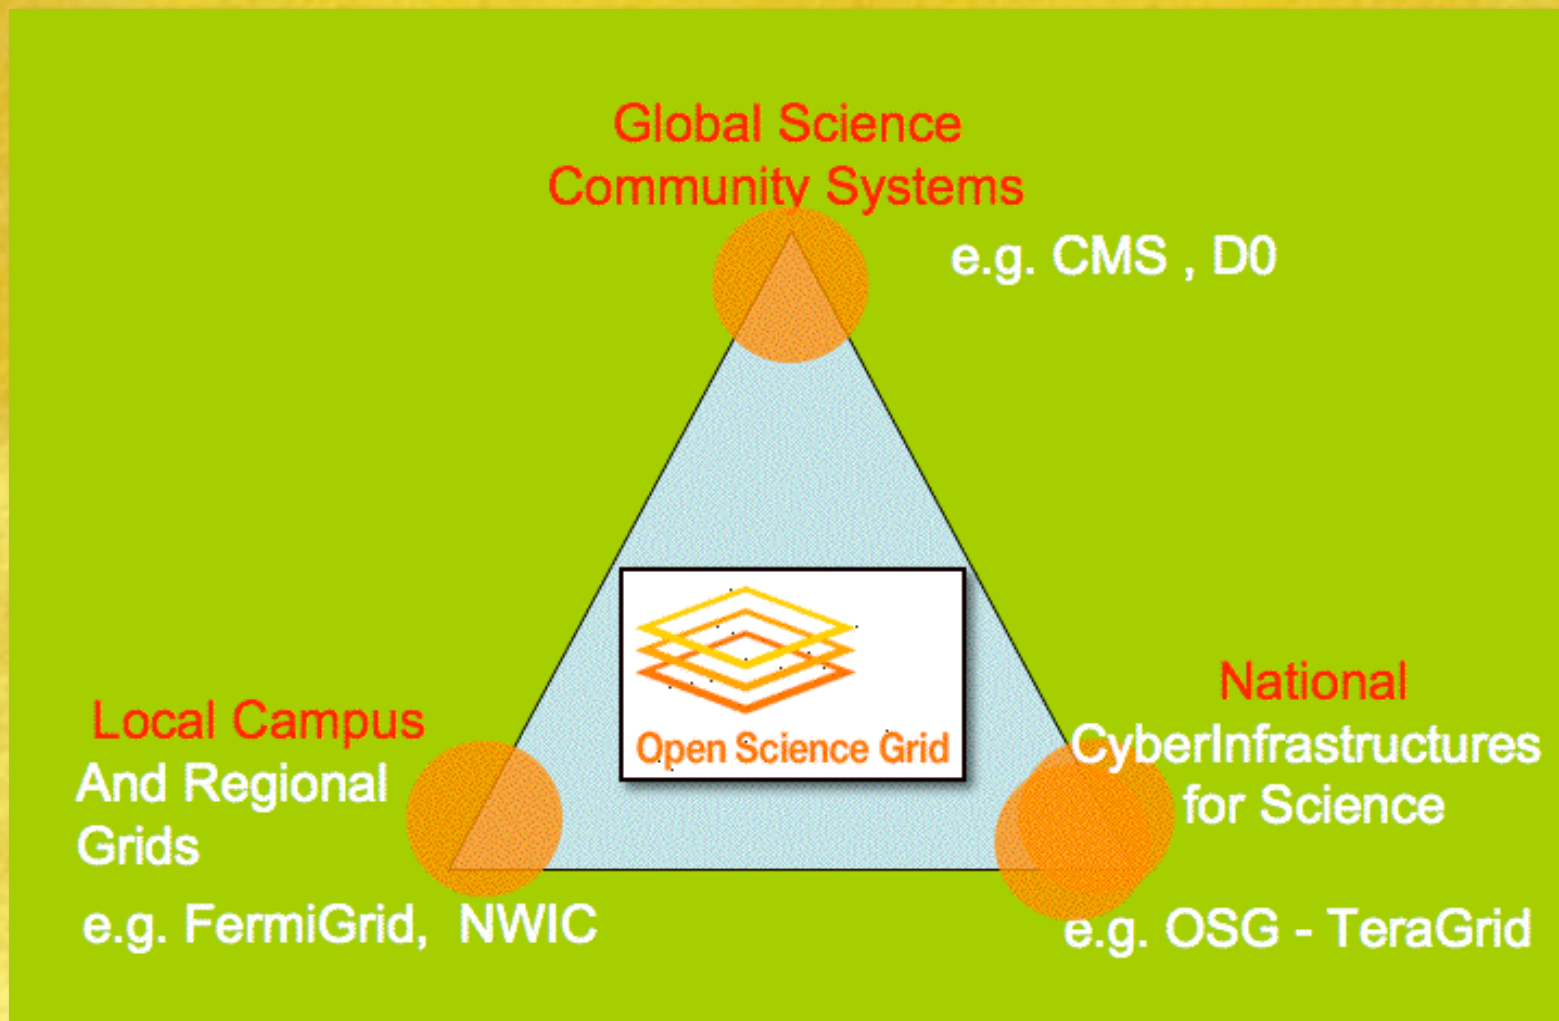 Global Science
Community Systems
e.g. CMS , D0
Open Science Grid
Local Campus
And Regional
Grids
e.g. FermiGrid, NWIC
National
CyberInfrastructures
for Science
e.g. OSG - TeraGrid